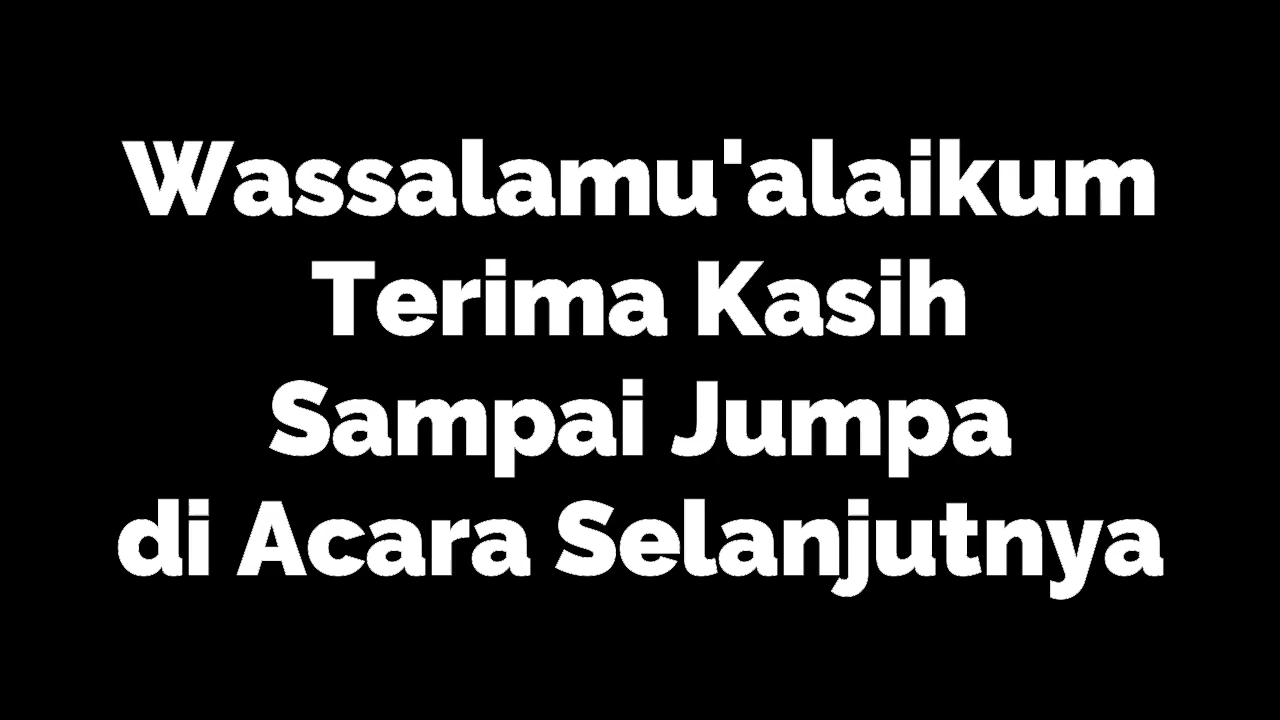 Wassalamu'alaikum
Terima Kasih
Sampai Jumpa
di Acara Selanjutnya